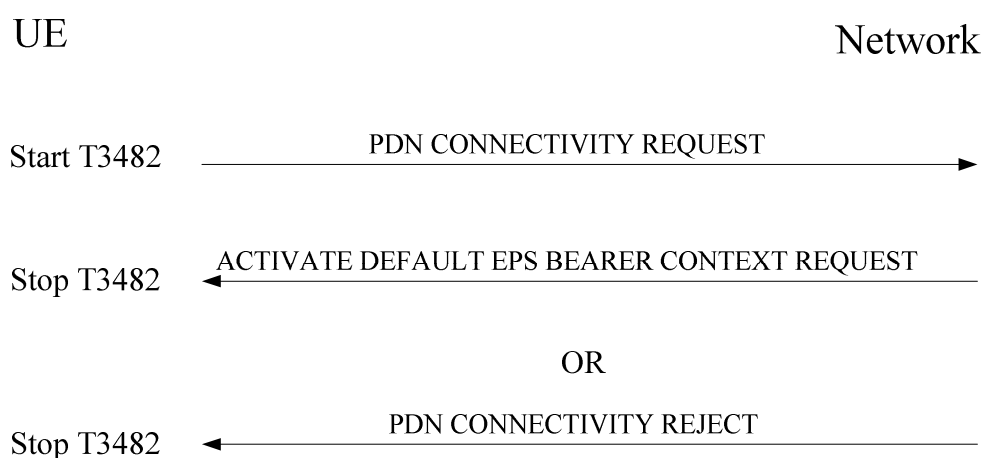 UE
Network
Start T3482
PDN CONNECTIVITY REQUEST
ACTIVATE DEFAULT EPS BEARER CONTEXT REQUEST
Stop T3482
OR
PDN CONNECTIVITY REJECT
Stop T3482